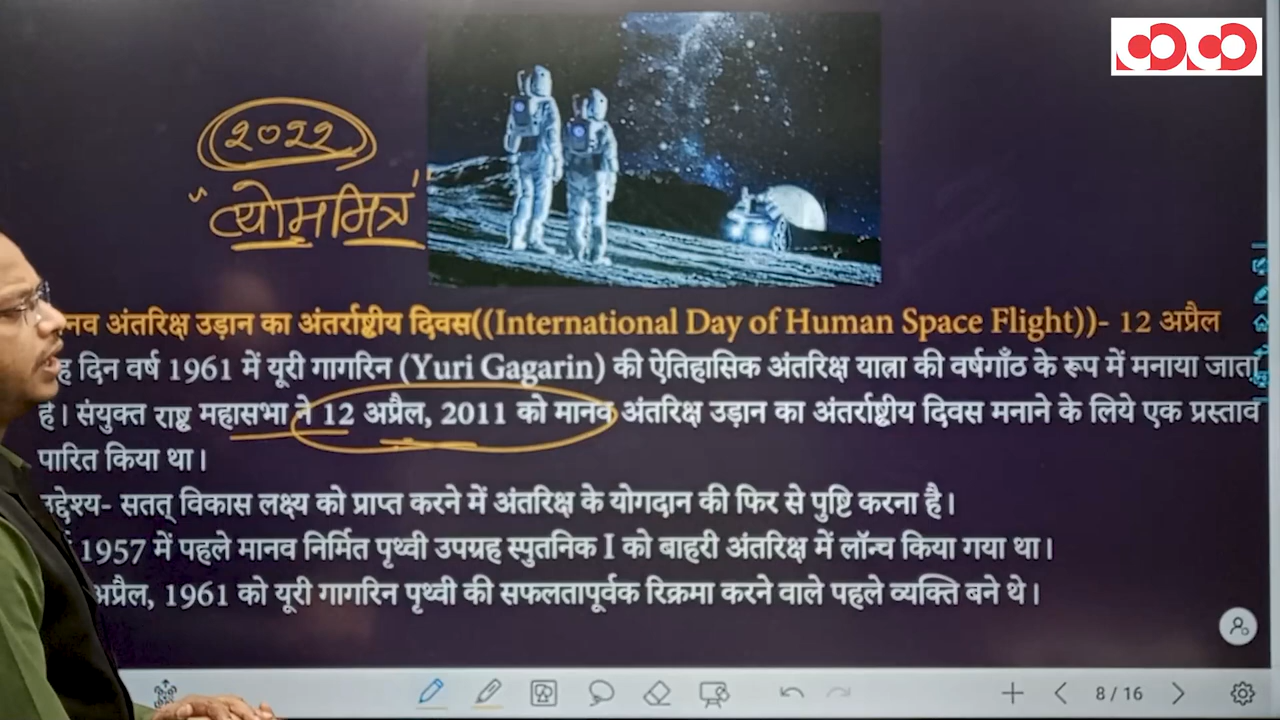 २०२२
"व्योममित्र"
नव अंतरिक्ष उड़ान का अंतर्राष्ट्रीय दिवस((International Day of Human Space Flight))- 12 अप्रैल
ह दिन वर्ष 1961 में यूरी गागरिन (Yuri Gagarin) की ऐतिहासिक अंतरिक्ष यात्रा की वर्षगाँठ के रूप में मनाया जाता
है। संयुक्त राष्ट्र महासभा ने 12 अप्रैल, 2011 को मानव अंतरिक्ष उड़ान का अंतर्राष्ट्रीय दिवस मनाने के लिये एक प्रस्ताव
पारित किया था।
उद्देश्य- सतत् विकास लक्ष्य को प्राप्त करने में अंतरिक्ष के योगदान की फिर से पुष्टि करना है।
1957 में पहले मानव निर्मित पृथ्वी उपग्रह स्पुतनिक I को बाहरी अंतरिक्ष में लॉन्च किया गया था।
अप्रैल, 1961 को यूरी गागरिन पृथ्वी की सफलतापूर्वक रिक्रमा करने वाले पहले व्यक्ति बने थे।
8 / 16